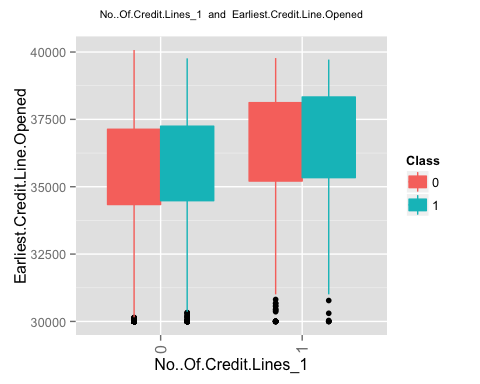 No..Of.Credit.Lines_1 and Earliest.Credit.Line.Opened
40000
37500
35000
32500
30000
Earliest.Credit.Line.Opened
0
1
No..Of.Credit.Lines_1
Class
0
1